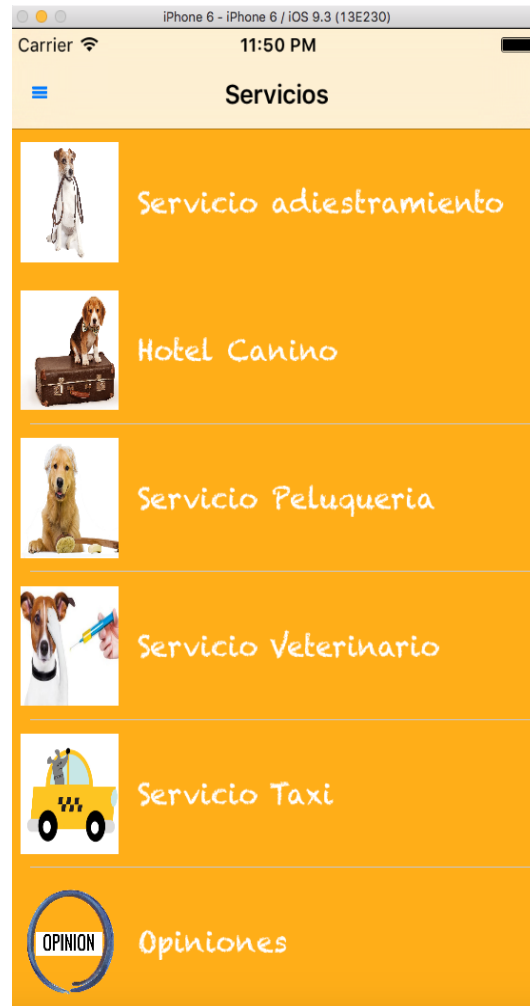 iPhone 6 - iPhone 6 / iOS 9.3 (13E230)
Carrier 11:50 PM
Servicios
Servicio adiestramiento
Hotel Canino
Servicio Peluqueria
Servicio Veterinario
Servicio Taxi
OPINION Opiniones